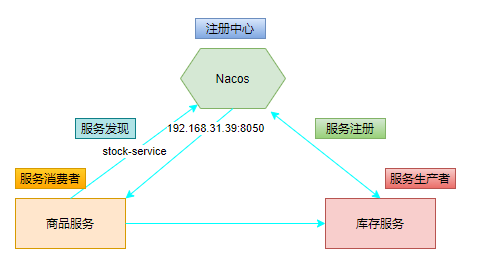 注册中心
Nacos
服务发现
192.168.31.39:8050
服务注册
stock-service
服务消费者
服务生产者
商品服务
库存服务